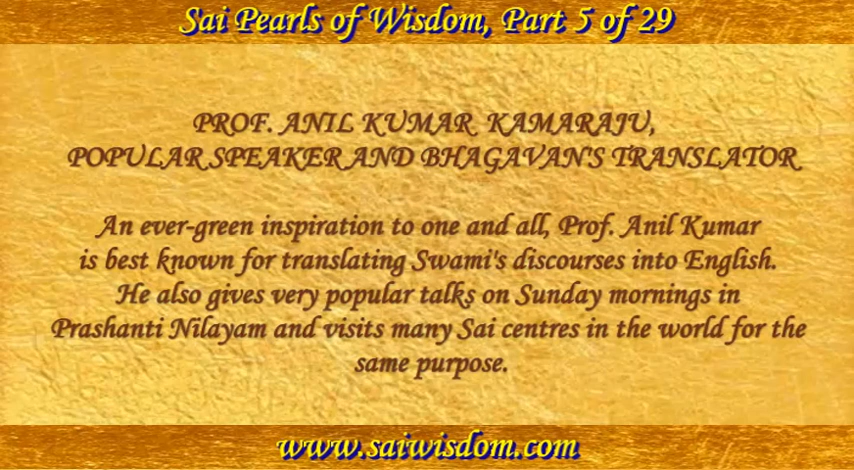 Sai Pearls of Wisdom, Part 5 of 29
PROF. ANIL KUMAR KAMARAJU,
POPULAR SPEAKER AND BHAGAVAN'S TRANSLATOR
An ever-green inspiration to one and all, Prof. Anil Kumar
is best known for translating Swami's discourses into English.
He also gives very popular talks on Sunday mornings in
Prashanti Nilayam and visits many Sai centres in the world for the
same purpose.
www.saiwisdom.com